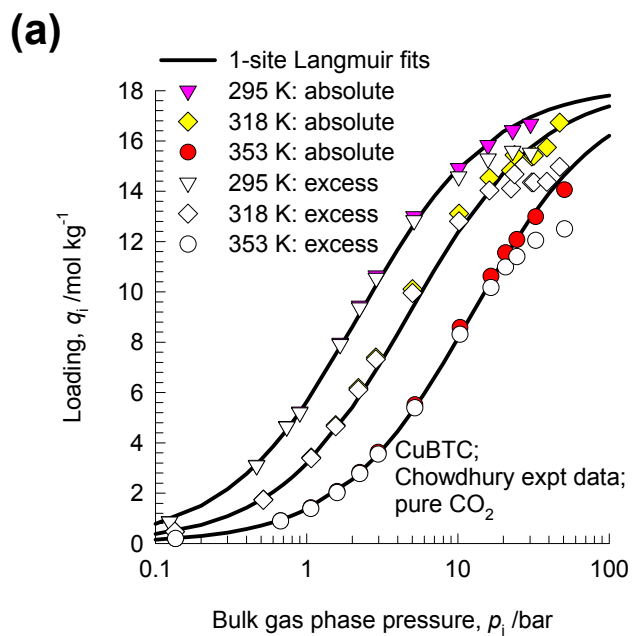 (a)
1-site Langmuir fits
295 K: absolute
318 K: absolute
353 K: absolute
295 K: excess
318 K: excess
353 K: excess
18
16
14
12
10
8
6
4
2
0
Loading, qᵢ /mol kg⁻¹
CuBTC;
Chowdhury expt data;
pure CO₂
0.1 1 10 100
Bulk gas phase pressure, pᵢ /bar